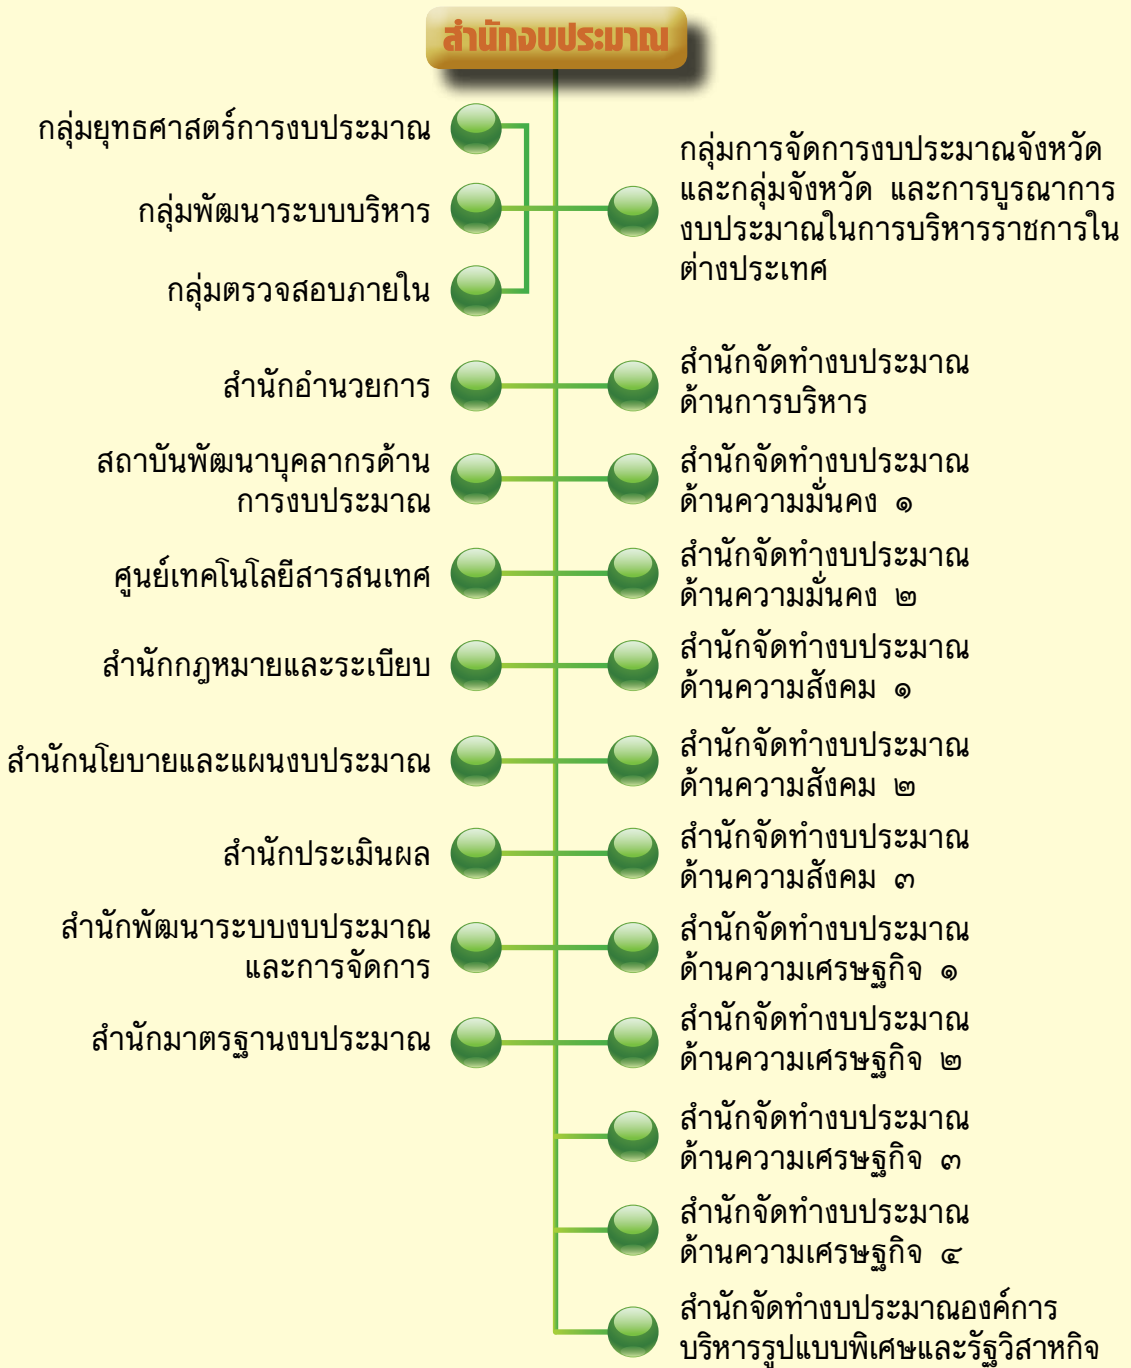 สำนักงบประมาณ
กลุ่มยุทธศาสตร์การงบประมาณ
กลุ่มพัฒนาระบบบริหาร
กลุ่มตรวจสอบภายใน
สำนักอำนวยการ
สถาบันพัฒนาบุคลากรด้าน
การงบประมาณ
ศูนย์เทคโนโลยีสารสนเทศ
สำนักกฎหมายและระเบียบ
สำนักนโยบายและแผนงบประมาณ
สำนักประเมินผล
สำนักพัฒนาระบบงบประมาณ
และการจัดการ
สำนักมาตรฐานงบประมาณ
กลุ่มการจัดการงบประมาณจังหวัด
และกลุ่มจังหวัด และการบูรณาการ
งบประมาณในการบริหารราชการใน
ต่างประเทศ
สำนักจัดทำงบประมาณ
ด้านการบริหาร
สำนักจัดทำงบประมาณ
ด้านความมั่นคง ๑
สำนักจัดทำงบประมาณ
ด้านความมั่นคง ๒
สำนักจัดทำงบประมาณ
ด้านความสังคม ๑
สำนักจัดทำงบประมาณ
ด้านความสังคม ๒
สำนักจัดทำงบประมาณ
ด้านความสังคม ๓
สำนักจัดทำงบประมาณ
ด้านความเศรษฐกิจ ๑
สำนักจัดทำงบประมาณ
ด้านความเศรษฐกิจ ๒
สำนักจัดทำงบประมาณ
ด้านความเศรษฐกิจ ๓
สำนักจัดทำงบประมาณ
ด้านความเศรษฐกิจ ๔
สำนักจัดทำงบประมาณองค์การ
บริหารรูปแบบพิเศษและรัฐวิสาหกิจ